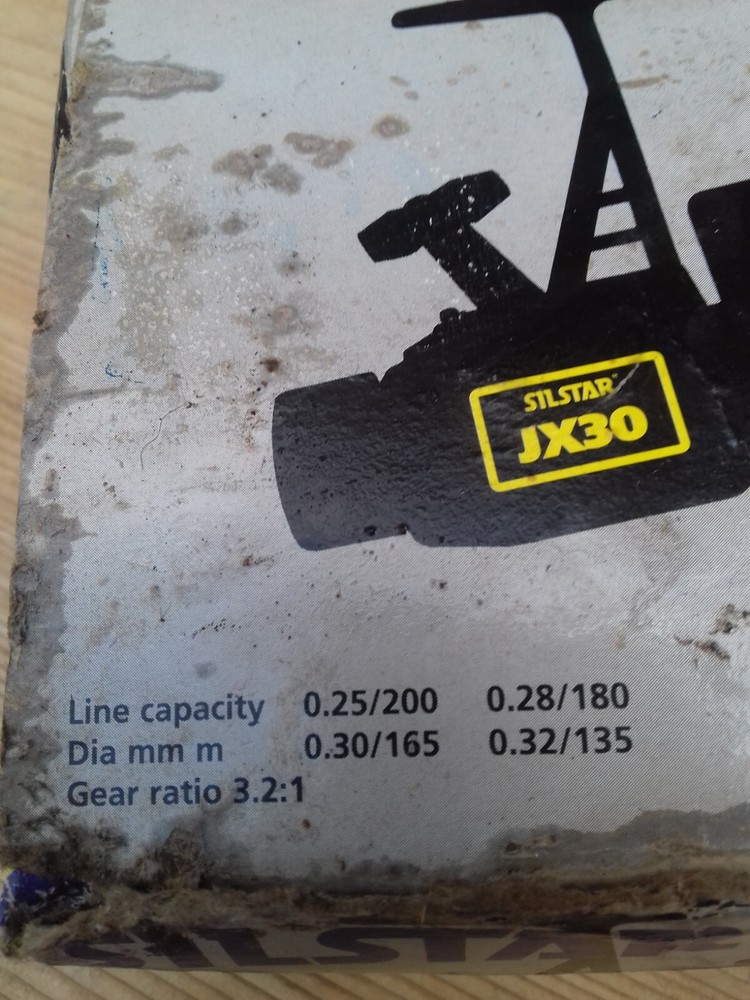 SILSTAR
JX30
Line capacity 0.25/200 0.28/180
Dia mm m 0.30/165 0.32/135
Gear ratio 3.2:1
SILSTAR